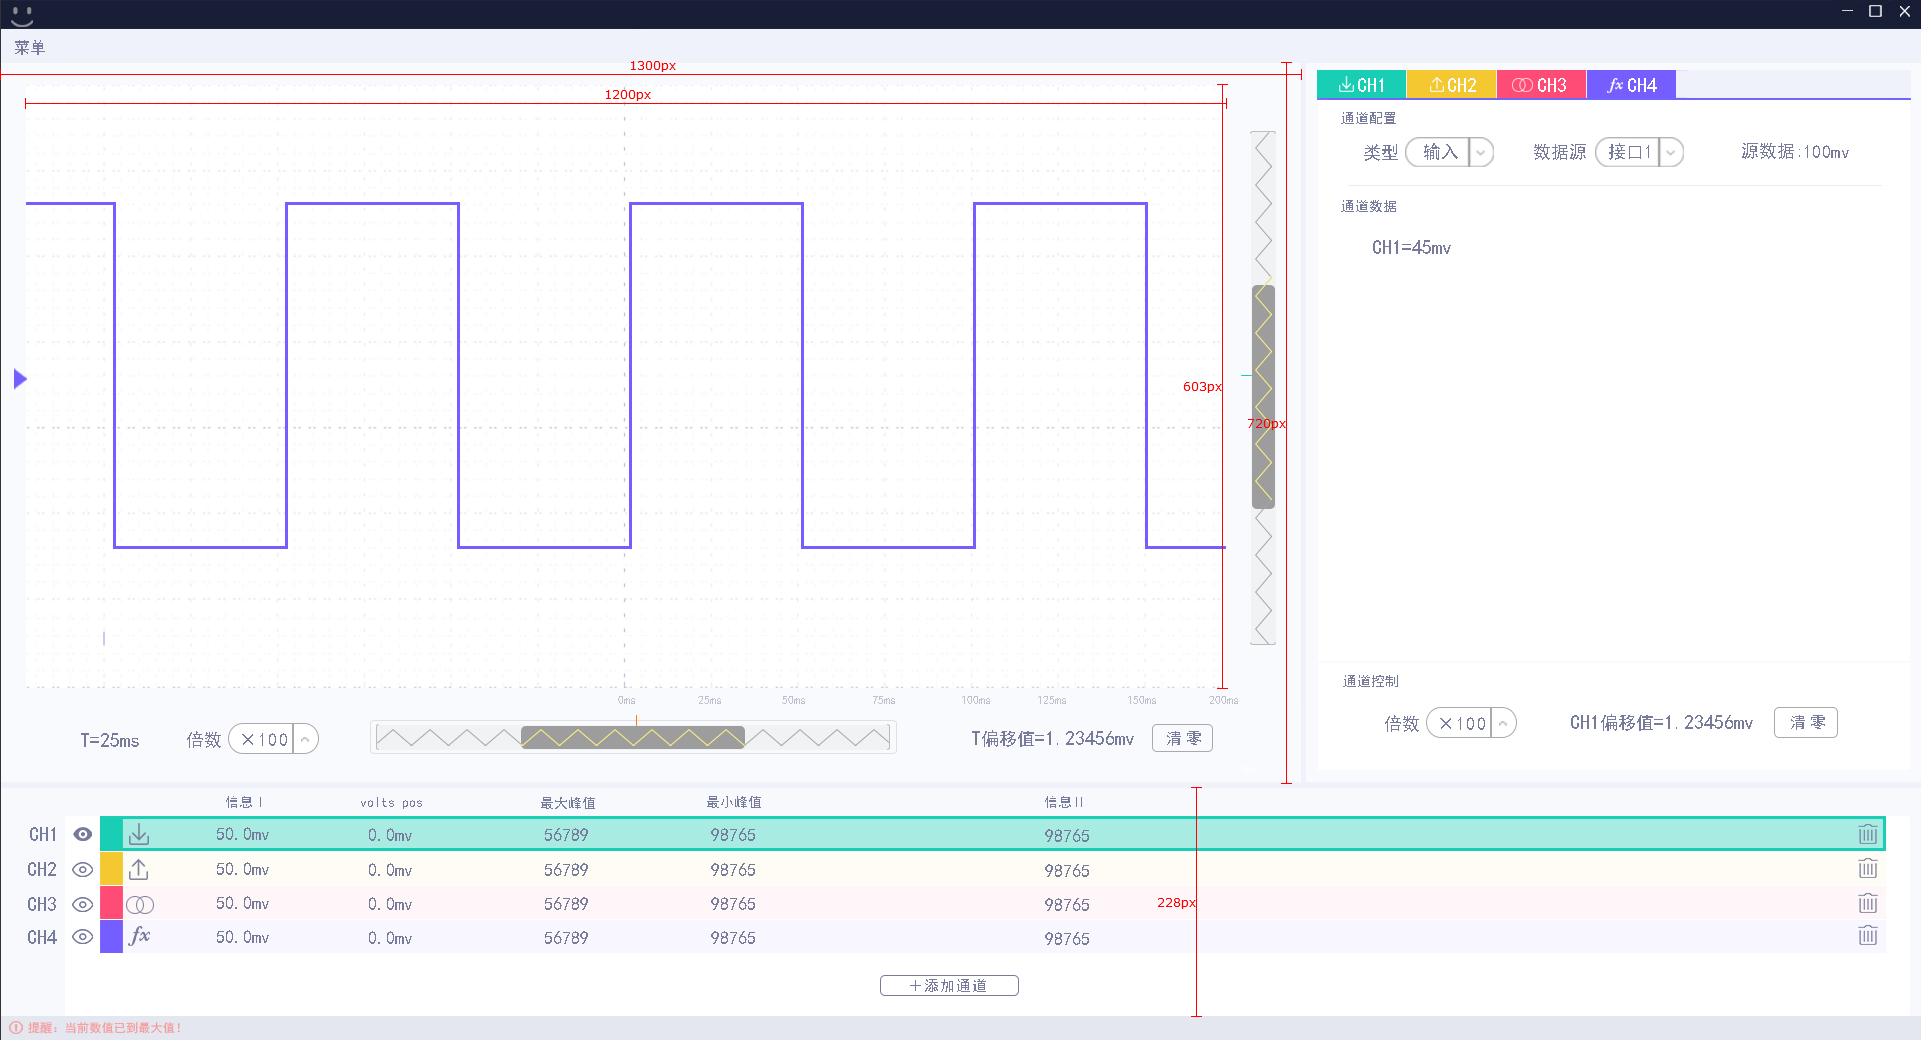 菜单
1300px
1200px
603px
720px
0ms 25ms 50ms 75ms 100ms 125ms 150ms 200ms
T=25ms 倍数 ×100 T偏移值=1.23456mv 清零
CH1 CH2 CH3 fx CH4
通道配置
类型 输入 数据源 接口1 源数据:100mv
通道数据
CH1=45mv
通道控制
倍数 ×100 CH1偏移值=1.23456mv 清零
信息I volts pos 最大峰值 最小峰值 信息II
CH1 50.0mv 0.0mv 56789 98765 98765
CH2 50.0mv 0.0mv 56789 98765 98765
CH3 50.0mv 0.0mv 56789 98765 98765
CH4 fx 50.0mv 0.0mv 56789 98765 98765
228px
+添加通道
提醒：当前数值已到最大值！